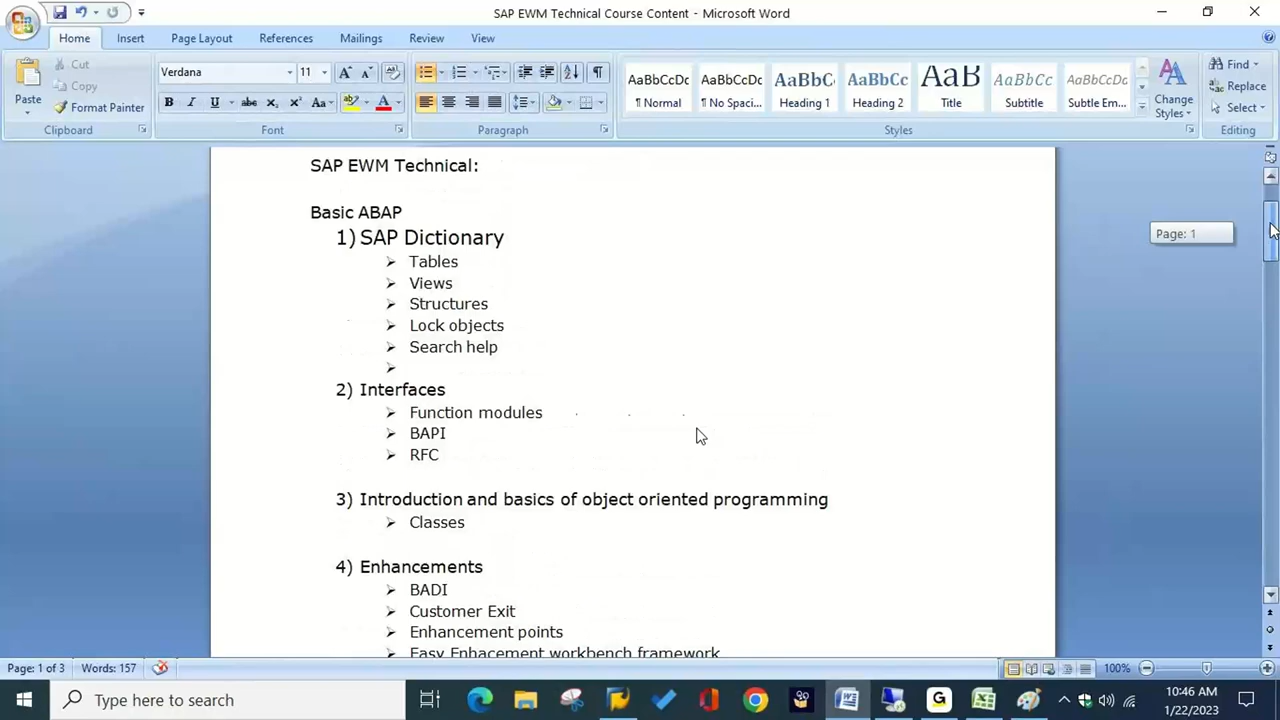 SAP EWM Technical Course Content - Microsoft Word
Home Insert Page Layout References Mailings Review View
Paste
Cut
Copy
Format Painter
Clipboard
Verdana 11
Font
Paragraph
AaBbCcDc AaBbCcDc AaBbC AaBbCc AaB AaBbCc AaBbCcDc
¶ Normal ¶ No Spaci... Heading 1 Heading 2 Title Subtitle Subtle Em...
Change
Styles
Styles
Find
Replace
Select
Editing
SAP EWM Technical:
Basic ABAP
1) SAP Dictionary
➢ Tables
➢ Views
➢ Structures
➢ Lock objects
➢ Search help
➢
2) Interfaces
➢ Function modules
➢ BAPI
➢ RFC
3) Introduction and basics of object oriented programming
➢ Classes
4) Enhancements
➢ BADI
➢ Customer Exit
➢ Enhancement points
➢ Easy Enhacement workbench framework
Page: 1
Page: 1 of 3 Words: 157 100%
Type here to search
10:46 AM
1/22/2023